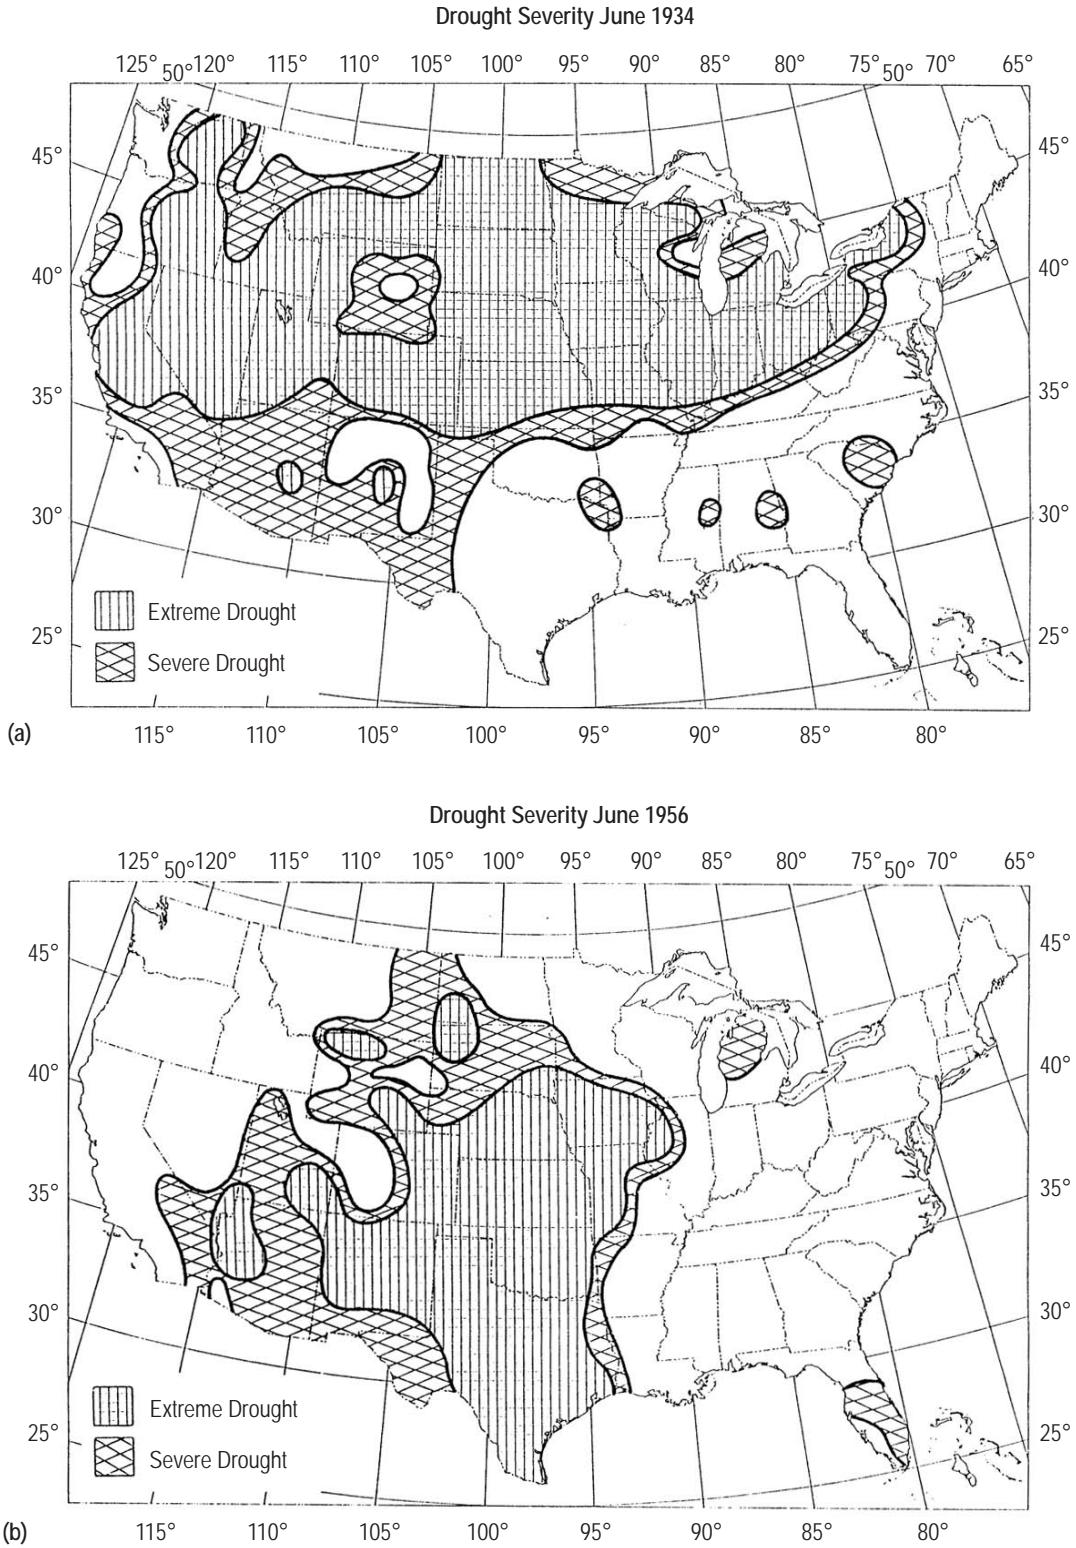 Drought Severity June 1934
125° 50° 120° 115° 110° 105° 100° 95° 90° 85° 80° 75° 50° 70° 65°
45° 45°
40° 40°
35° 35°
30° 30°
Extreme Drought
25° 25°
Severe Drought
(a) 115° 110° 105° 100° 95° 90° 85° 80°
Drought Severity June 1956
125° 50° 120° 115° 110° 105° 100° 95° 90° 85° 80° 75° 50° 70° 65°
45° 45°
40° 40°
35° 35°
30° 30°
Extreme Drought
25° 25°
Severe Drought
(b) 115° 110° 105° 100° 95° 90° 85° 80°